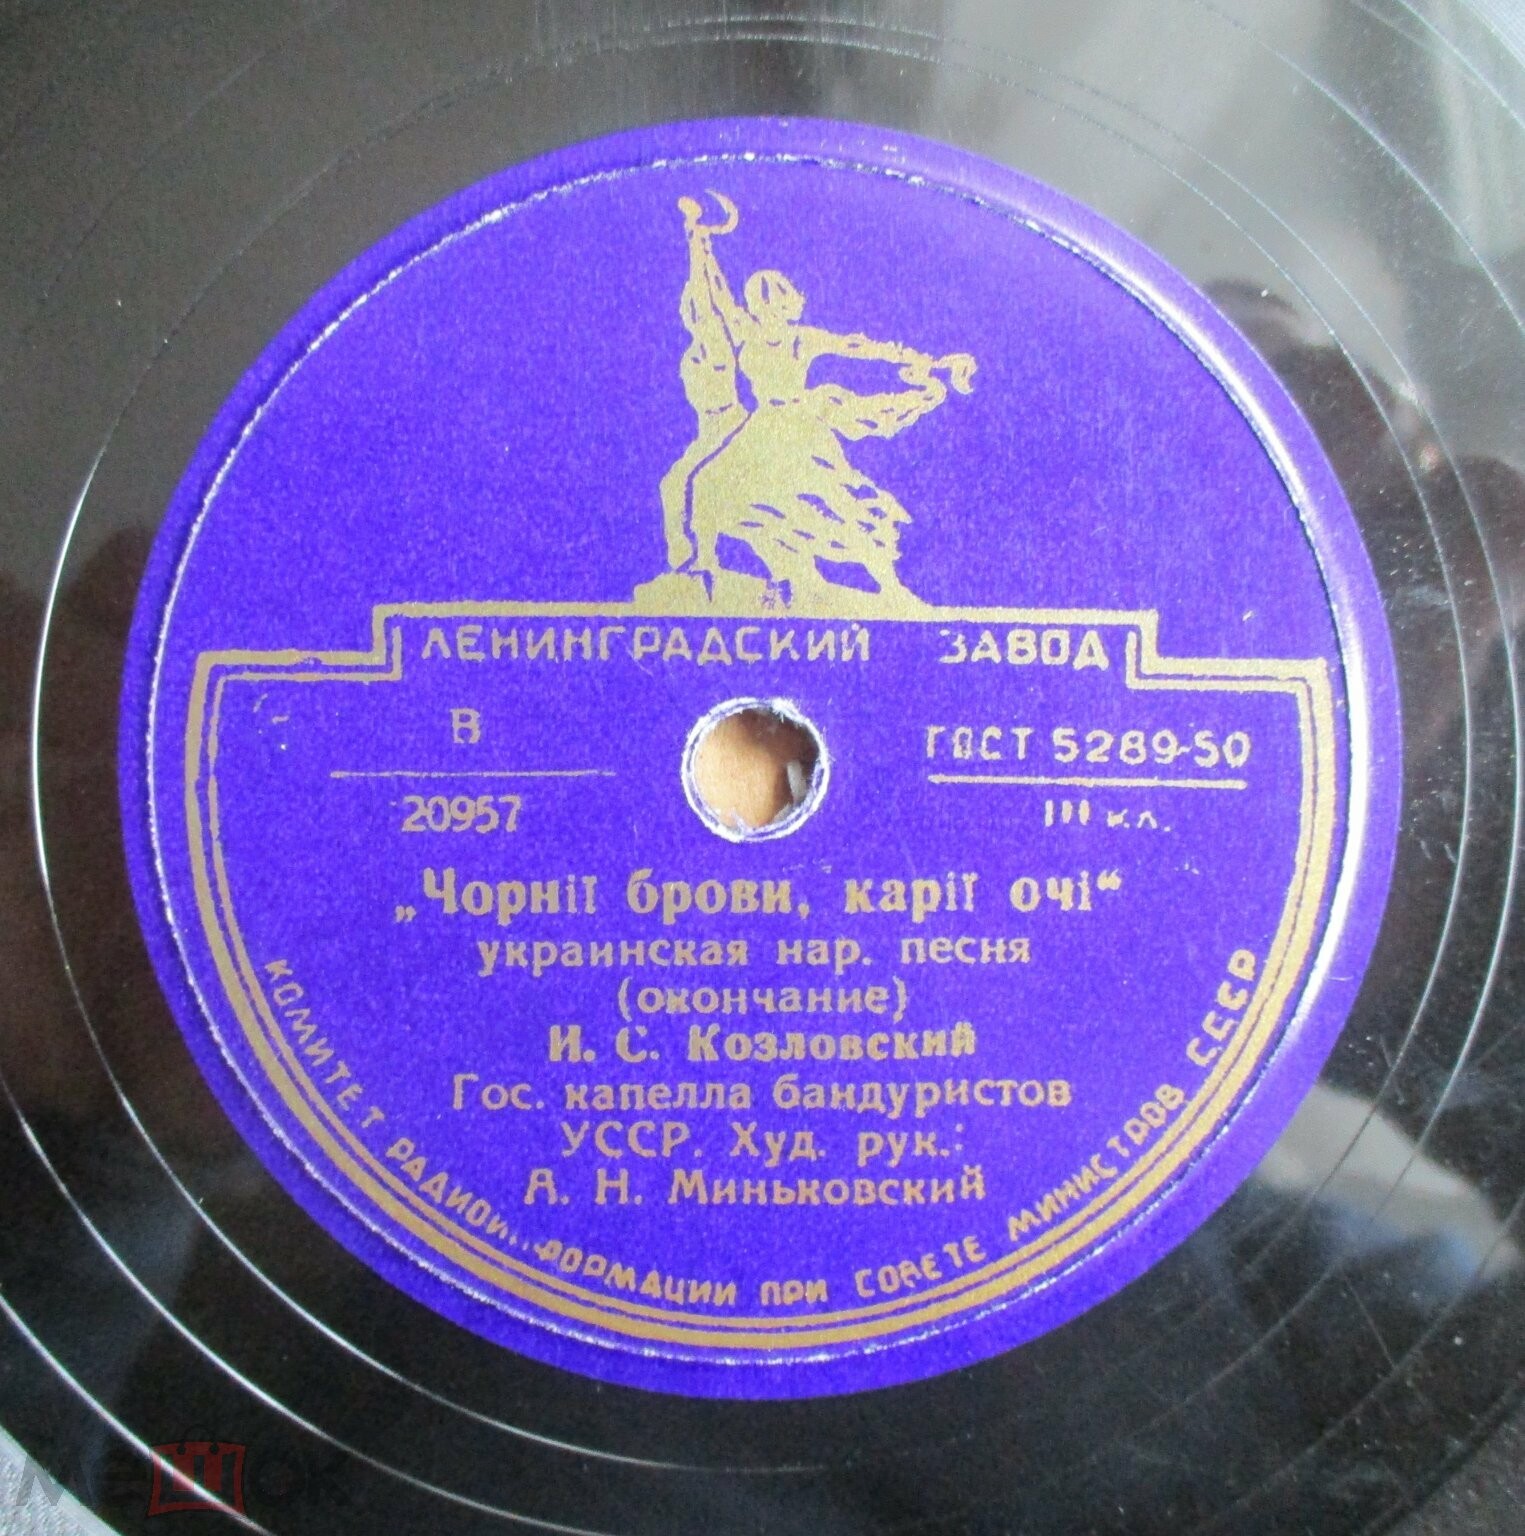 ЛЕНИНГРАДСКИЙ ЗАВОД
В
20957
ГОСТ 5289-50
III кл.
„Чорнії брови, карії очі“
украинская нар. песня
(окончание)
И. С. Козловский
Гос. капелла бандуристов
УССР. Худ. рук.:
А. Н. Миньковский
КОМИТЕТ РАДИОИНФОРМАЦИИ ПРИ СОВЕТЕ МИНИСТРОВ СССР
МЕШОК